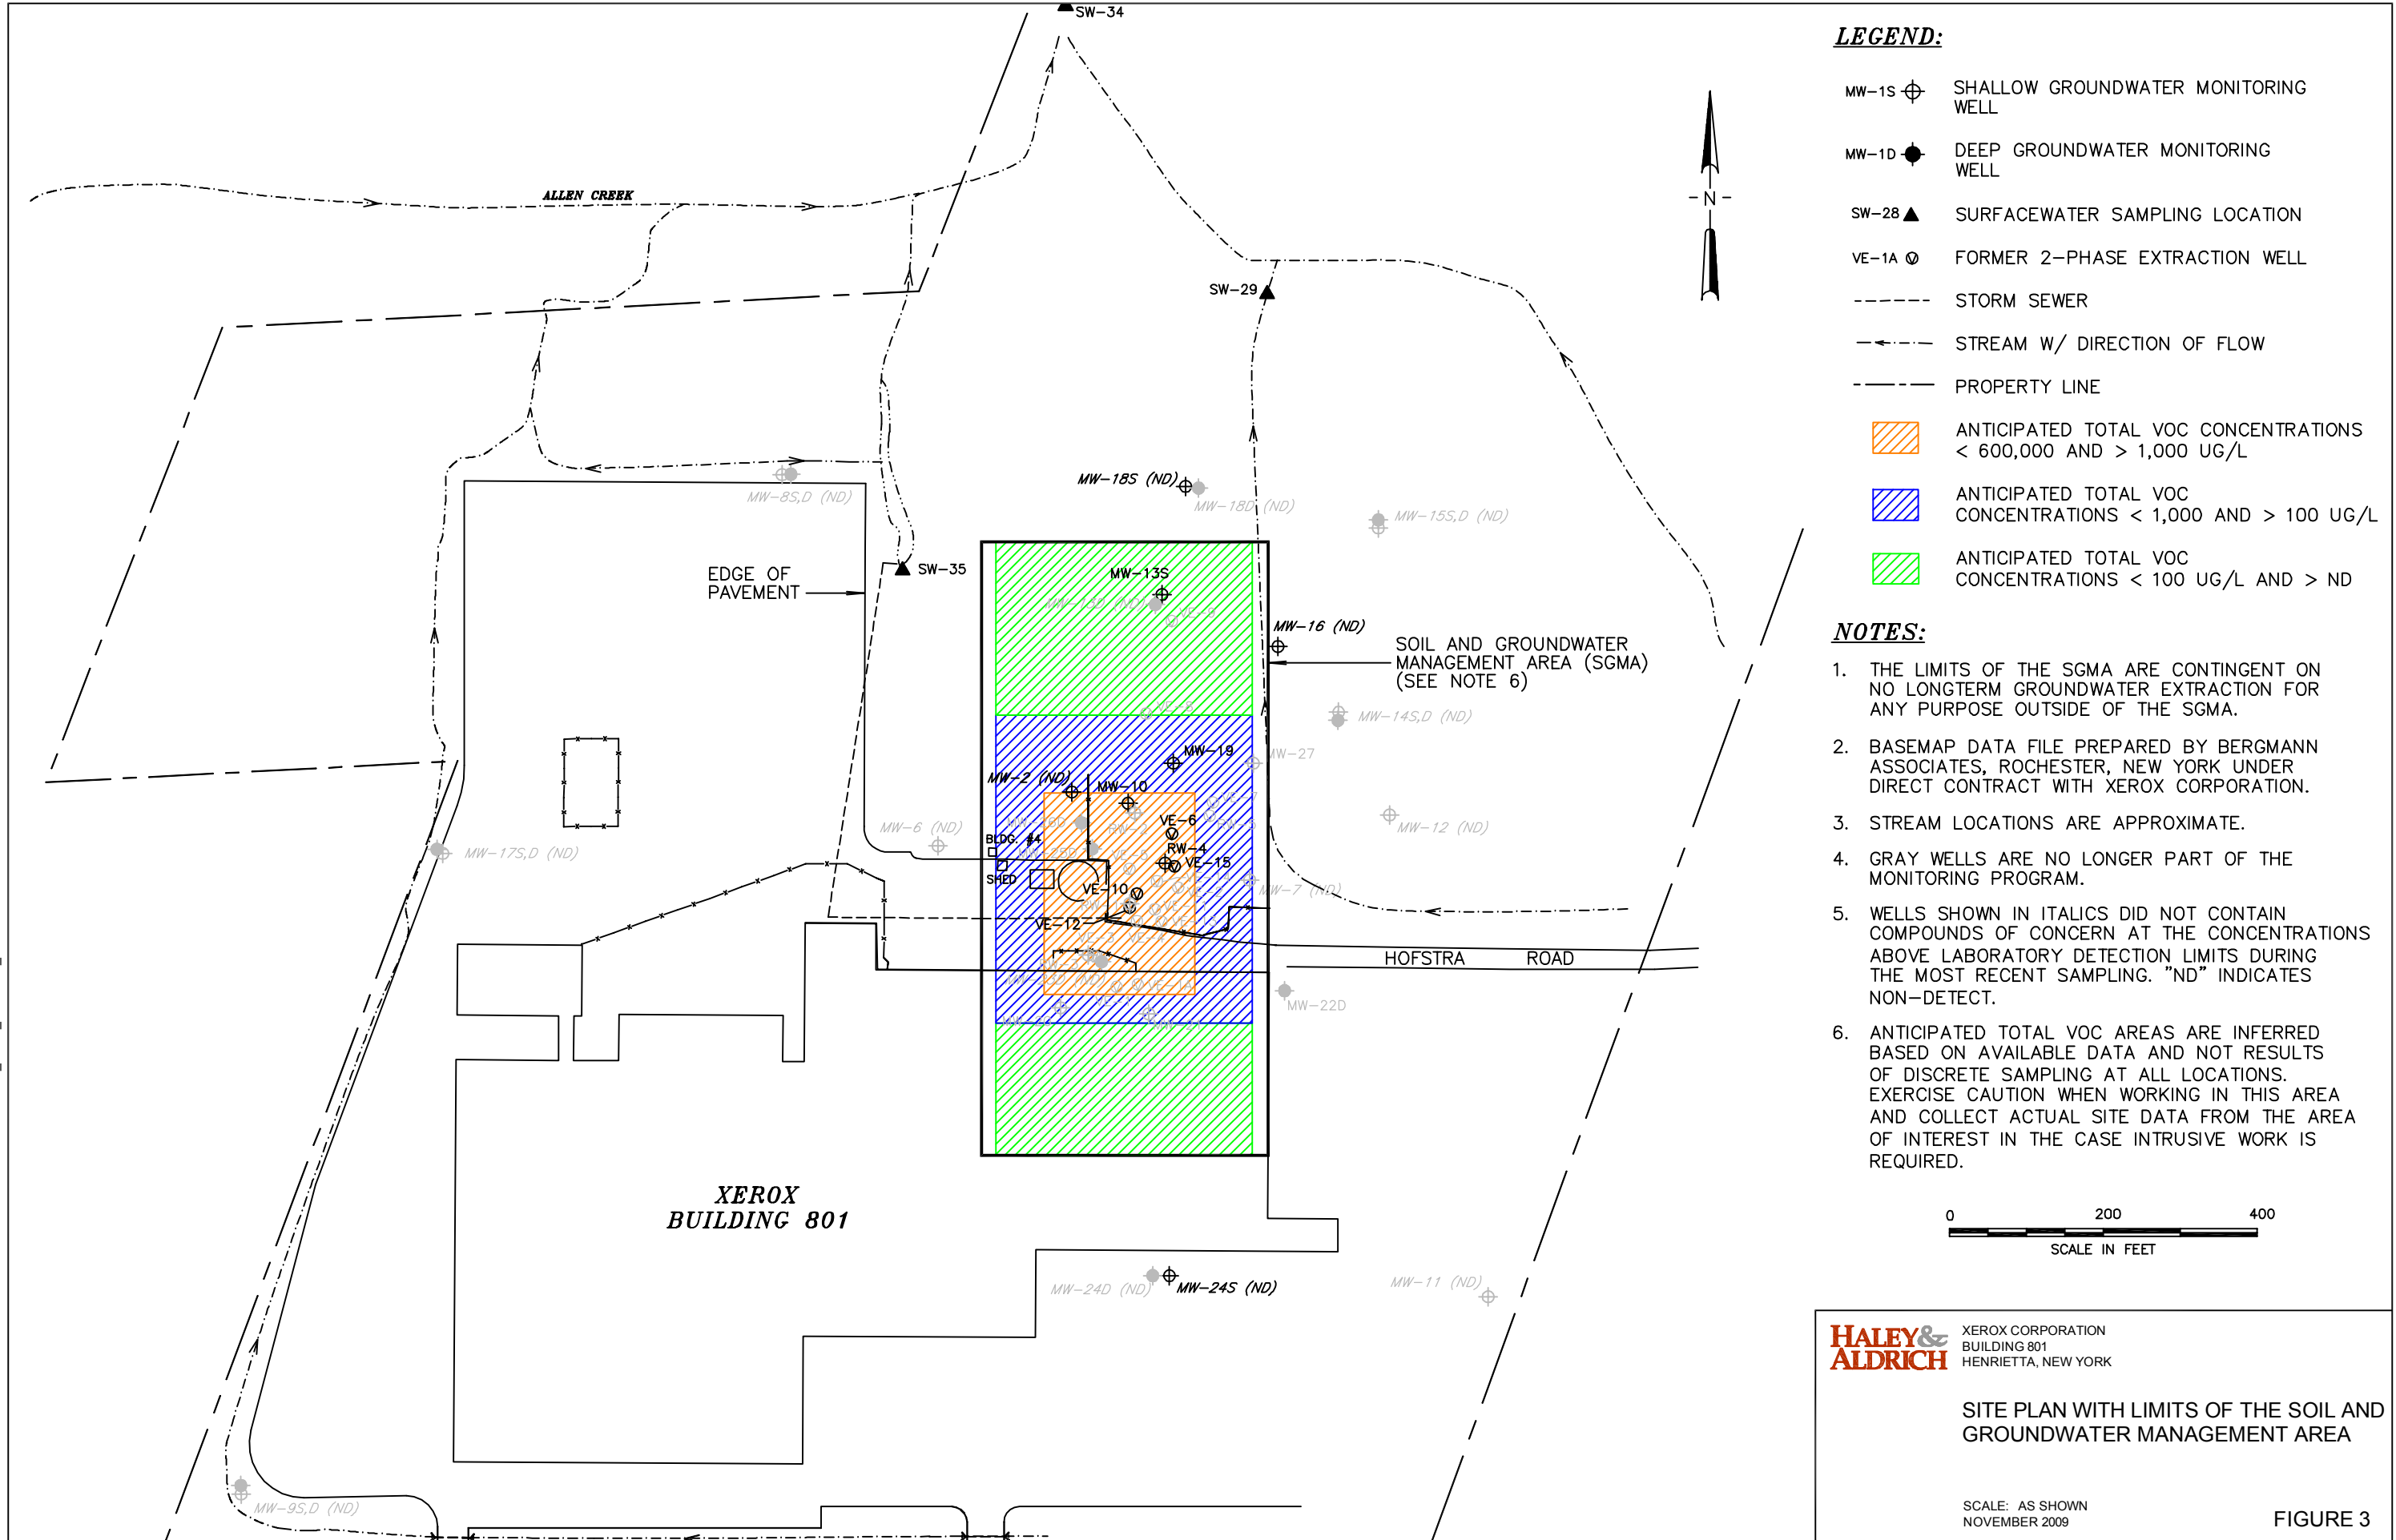 SW-34
ALLEN CREEK
SW-29
MW-18S (ND)
MW-8S,D (ND)
MW-18D (ND)
MW-15S,D (ND)
EDGE OF
PAVEMENT
SW-35
MW-13S
MW-13D (ND)
VE-9
MW-16 (ND)
SOIL AND GROUNDWATER
MANAGEMENT AREA (SGMA)
(SEE NOTE 6)
VE-8
MW-14S,D (ND)
MW-19
MW-27
MW-2 (ND)
MW-10
MW-6 (ND)
RW-2
VE-6
MW-12 (ND)
BLDG. #4
RW-4
MW-17S,D (ND)
VE-15
SHED
VE-10
MW-7 (ND)
VE-12
HOFSTRA ROAD
MW-22D
XEROX
BUILDING 801
MW-24D (ND)
MW-24S (ND)
MW-11 (ND)
MW-9S,D (ND)
N
LEGEND:
MW-1S SHALLOW GROUNDWATER MONITORING
WELL
MW-1D DEEP GROUNDWATER MONITORING
WELL
SW-28 SURFACEWATER SAMPLING LOCATION
VE-1A FORMER 2-PHASE EXTRACTION WELL
STORM SEWER
STREAM W/ DIRECTION OF FLOW
PROPERTY LINE
ANTICIPATED TOTAL VOC CONCENTRATIONS
< 600,000 AND > 1,000 UG/L
ANTICIPATED TOTAL VOC
CONCENTRATIONS < 1,000 AND > 100 UG/L
ANTICIPATED TOTAL VOC
CONCENTRATIONS < 100 UG/L AND > ND
NOTES:
1. THE LIMITS OF THE SGMA ARE CONTINGENT ON
NO LONGTERM GROUNDWATER EXTRACTION FOR
ANY PURPOSE OUTSIDE OF THE SGMA.
2. BASEMAP DATA FILE PREPARED BY BERGMANN
ASSOCIATES, ROCHESTER, NEW YORK UNDER
DIRECT CONTRACT WITH XEROX CORPORATION.
3. STREAM LOCATIONS ARE APPROXIMATE.
4. GRAY WELLS ARE NO LONGER PART OF THE
MONITORING PROGRAM.
5. WELLS SHOWN IN ITALICS DID NOT CONTAIN
COMPOUNDS OF CONCERN AT THE CONCENTRATIONS
ABOVE LABORATORY DETECTION LIMITS DURING
THE MOST RECENT SAMPLING. "ND" INDICATES
NON-DETECT.
6. ANTICIPATED TOTAL VOC AREAS ARE INFERRED
BASED ON AVAILABLE DATA AND NOT RESULTS
OF DISCRETE SAMPLING AT ALL LOCATIONS.
EXERCISE CAUTION WHEN WORKING IN THIS AREA
AND COLLECT ACTUAL SITE DATA FROM THE AREA
OF INTEREST IN THE CASE INTRUSIVE WORK IS
REQUIRED.
0 200 400
SCALE IN FEET
HALEY&
ALDRICH
XEROX CORPORATION
BUILDING 801
HENRIETTA, NEW YORK
SITE PLAN WITH LIMITS OF THE SOIL AND
GROUNDWATER MANAGEMENT AREA
SCALE: AS SHOWN
NOVEMBER 2009
FIGURE 3